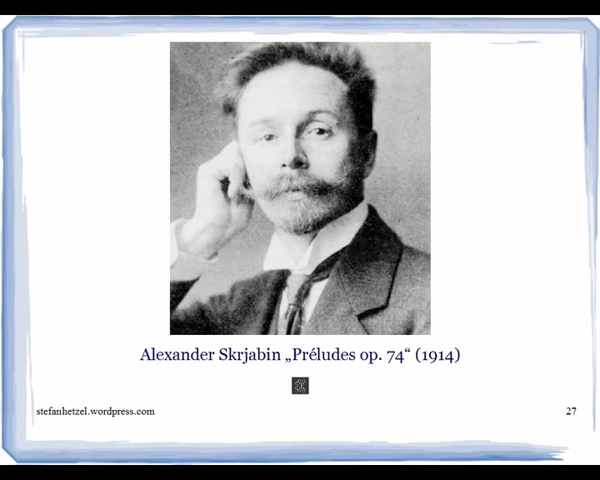 Alexander Skrjabin „Préludes op. 74“ (1914)
stefanhetzel.wordpress.com 27